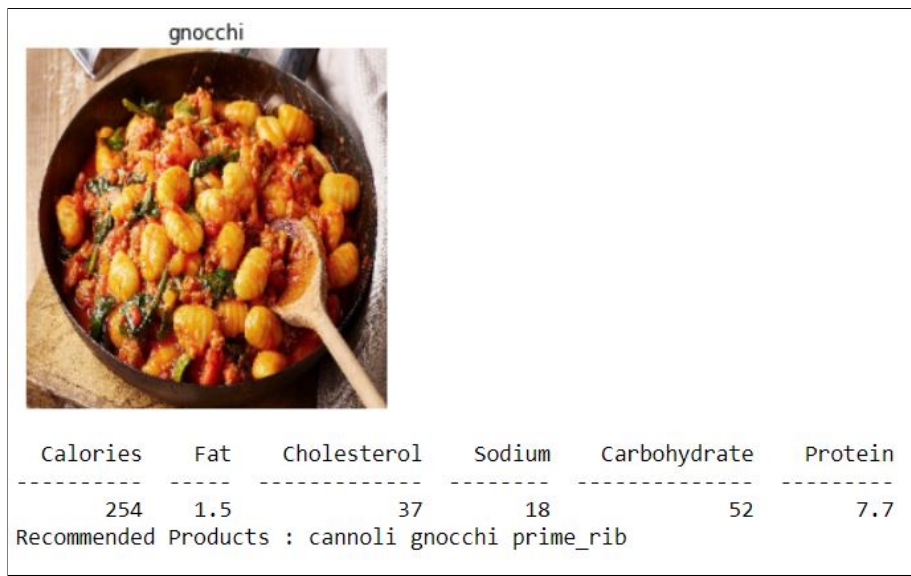 gnocchi
Calories Fat Cholesterol Sodium Carbohydrate Protein
---------- ----- ------------- -------- -------------- ---------
254 1.5 37 18 52 7.7
Recommended Products : cannoli gnocchi prime_rib